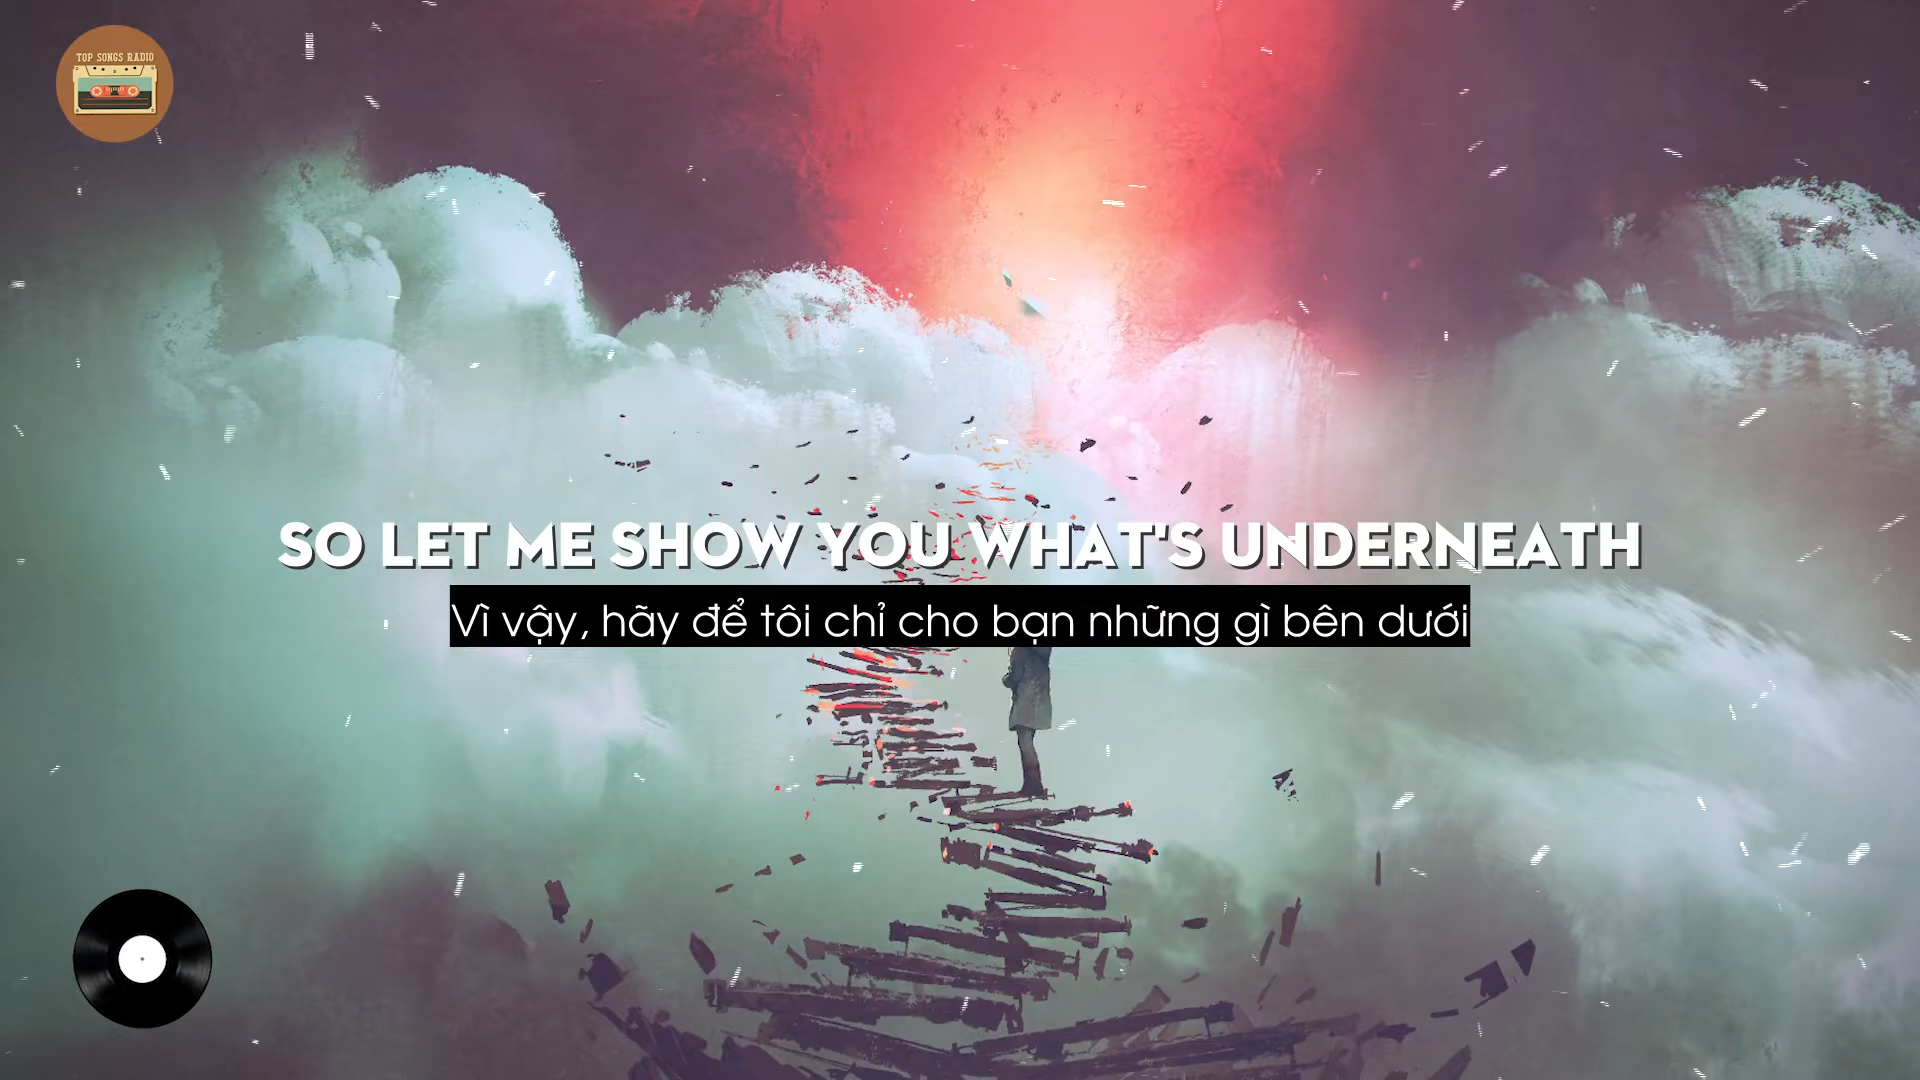 TOP SONGS RADIO
SO LET ME SHOW YOU WHAT'S UNDERNEATH
Vì vậy, hãy để tôi chỉ cho bạn những gì bên dưới